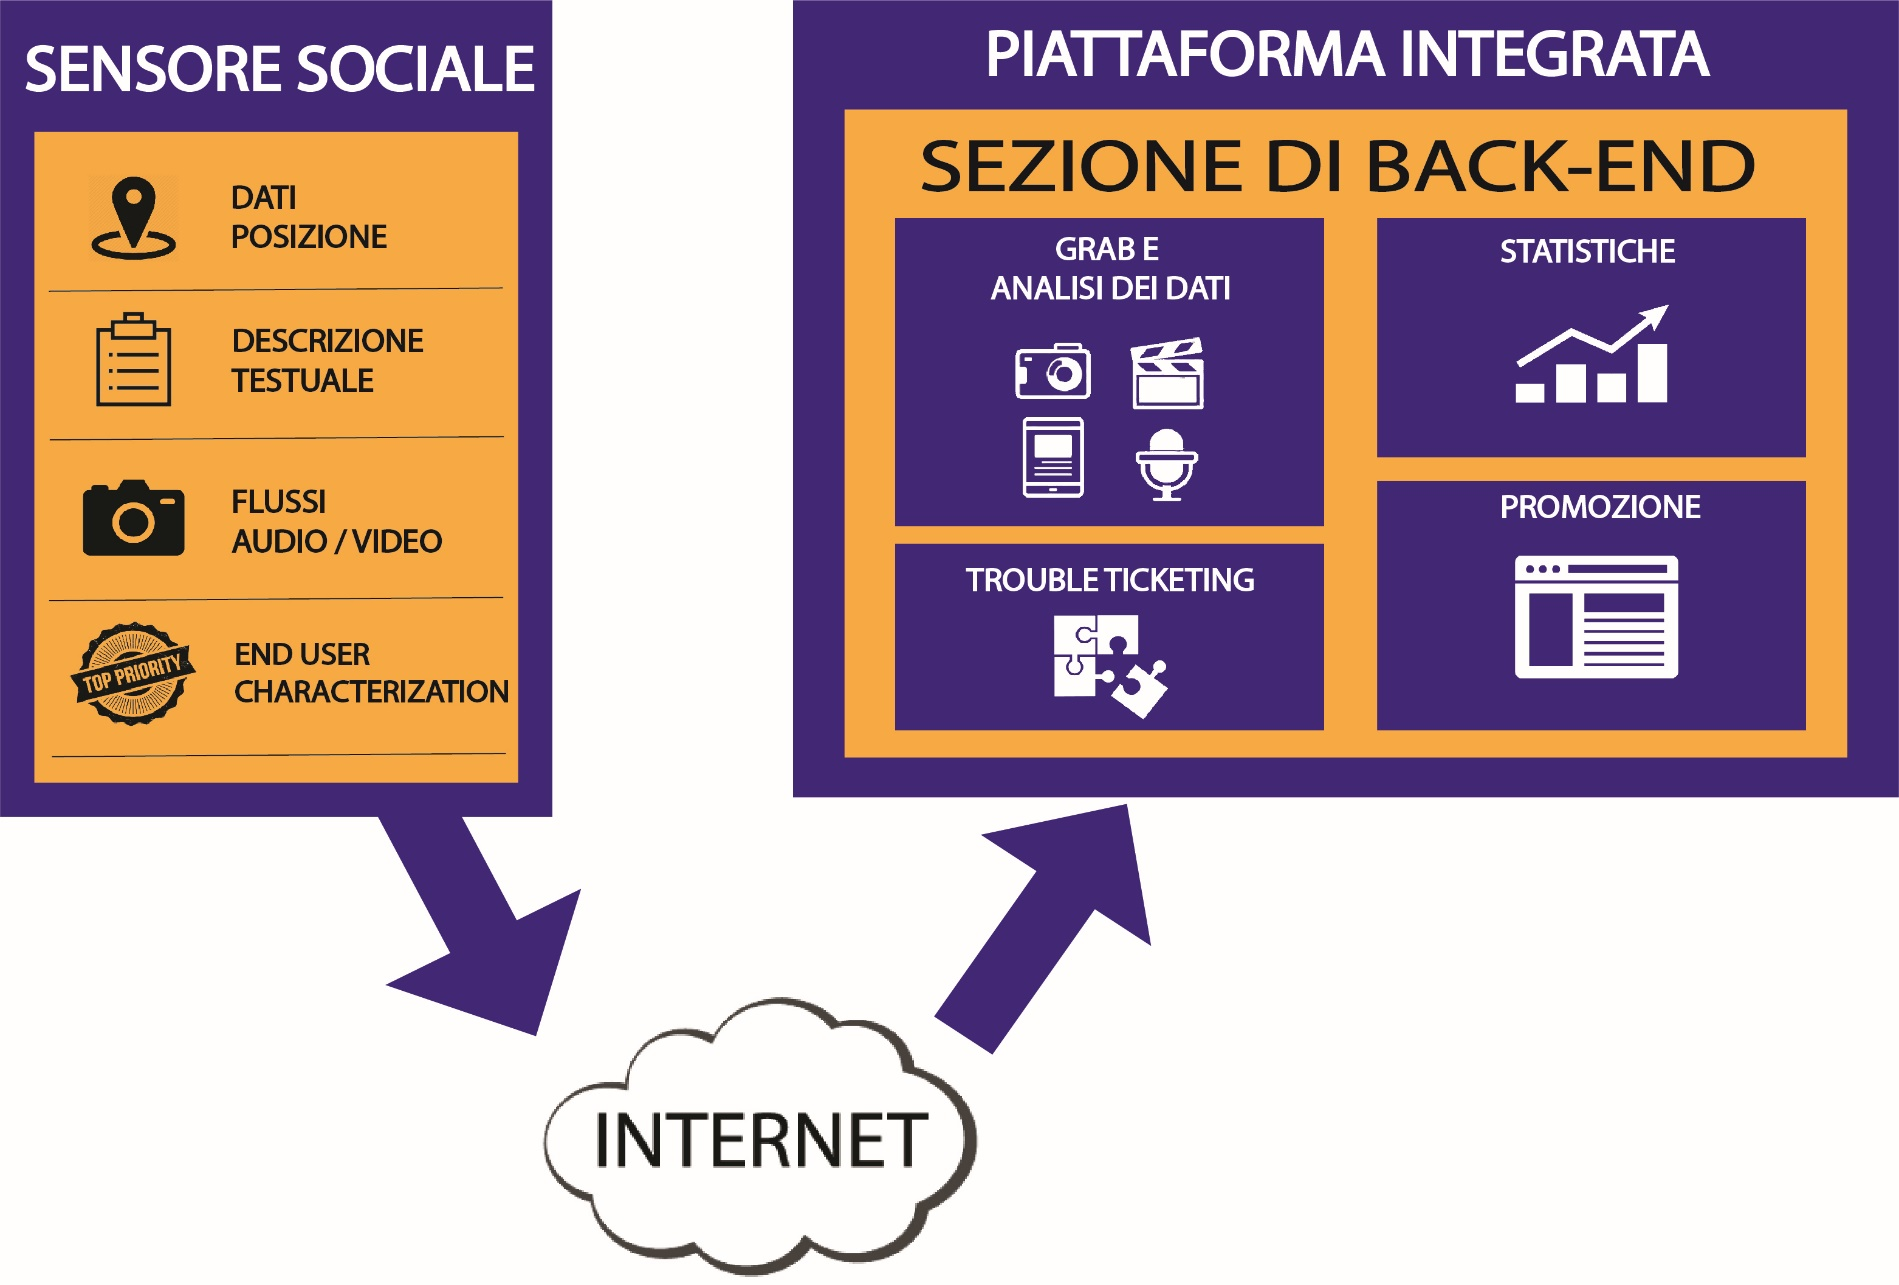 SENSORE SOCIALE
DATI
POSIZIONE
DESCRIZIONE
TESTUALE
FLUSSI
AUDIO / VIDEO
TOP PRIORITY
END USER
CHARACTERIZATION
PIATTAFORMA INTEGRATA
SEZIONE DI BACK-END
GRAB E
ANALISI DEI DATI
STATISTICHE
TROUBLE TICKETING
PROMOZIONE
INTERNET